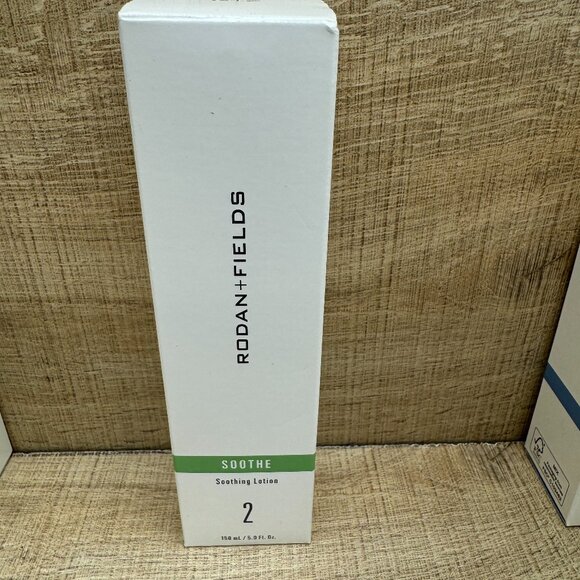 RODAN+FIELDS
SOOTHE
Soothing Lotion
2
150 mL / 5.0 Fl. Oz.